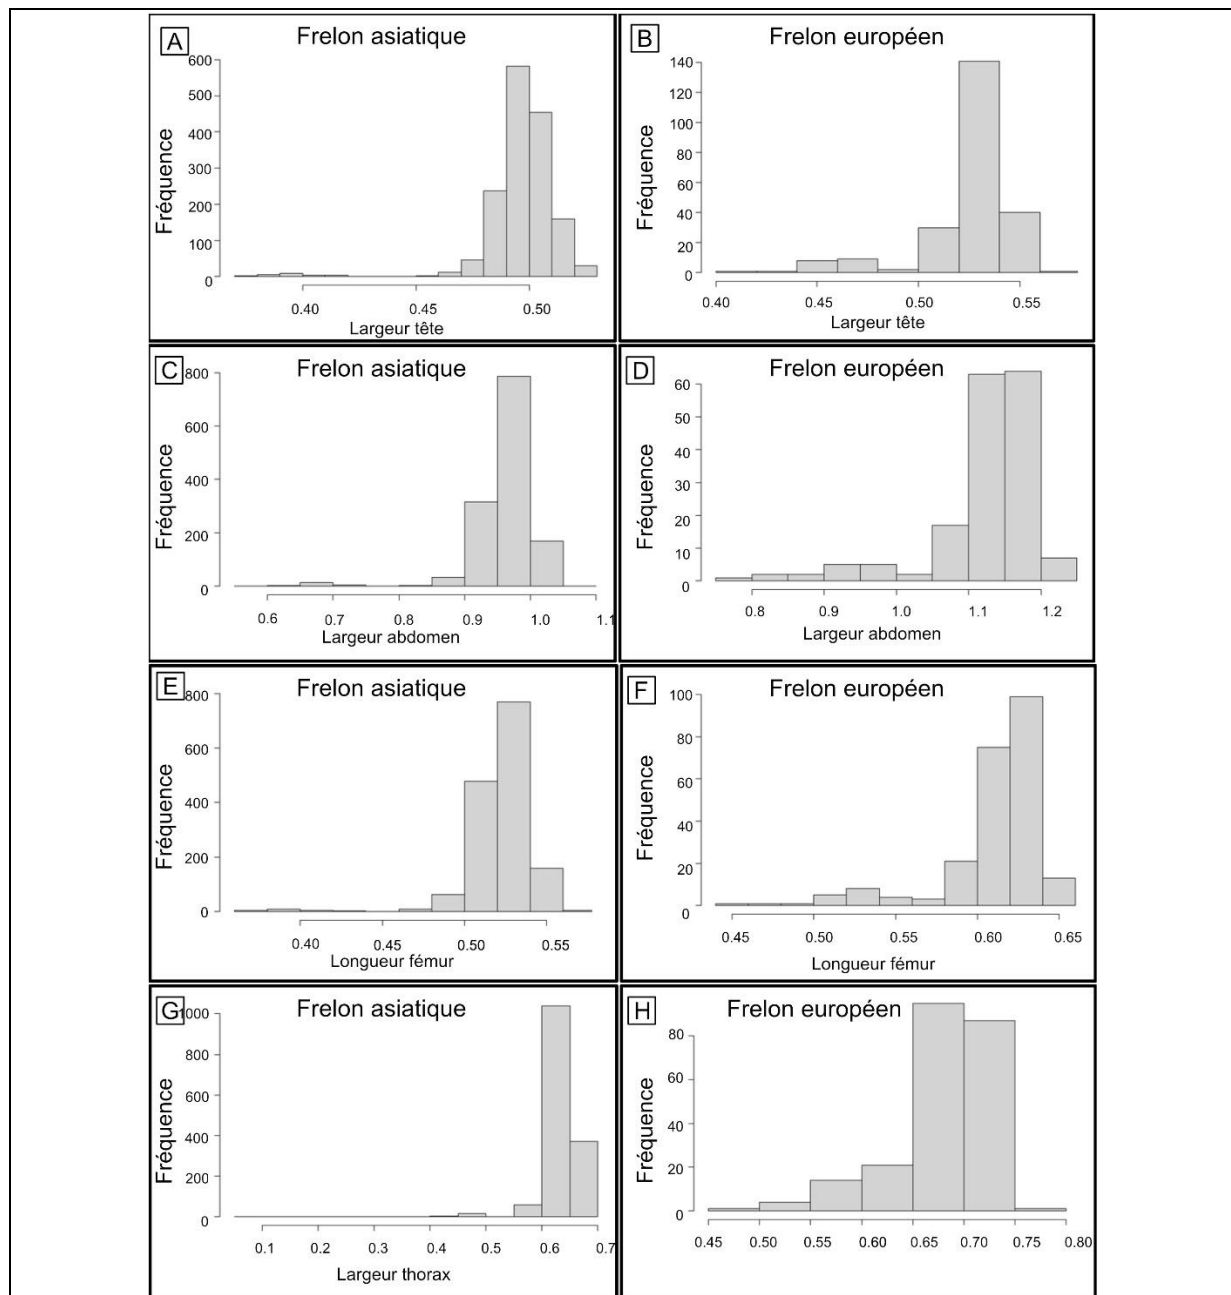 A Frelon asiatique
600
500
400
300
200
100
0
Fréquence
0.40 0.45 0.50
Largeur tête
B Frelon européen
140
120
100
80
60
40
20
0
Fréquence
0.40 0.45 0.50 0.55
Largeur tête
C Frelon asiatique
800
600
400
200
0
Fréquence
0.6 0.7 0.8 0.9 1.0 1.1
Largeur abdomen
D Frelon européen
60
50
40
30
20
10
0
Fréquence
0.8 0.9 1.0 1.1 1.2
Largeur abdomen
E Frelon asiatique
800
600
400
200
0
Fréquence
0.40 0.45 0.50 0.55
Longueur fémur
F Frelon européen
100
80
60
40
20
0
Fréquence
0.45 0.50 0.55 0.60 0.65
Longueur fémur
G Frelon asiatique
1000
800
600
400
200
0
Fréquence
0.1 0.2 0.3 0.4 0.5 0.6 0.7
Largeur thorax
H Frelon européen
80
60
40
20
0
Fréquence
0.45 0.50 0.55 0.60 0.65 0.70 0.75 0.80